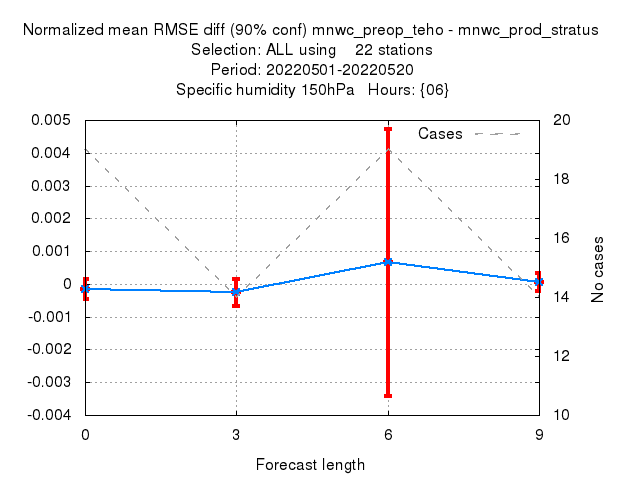 Normalized mean RMSE diff (90% conf) mnwc_preop_teho - mnwc_prod_stratus
Selection: ALL using    22 stations
Period: 20220501-20220520
Specific humidity 150hPa   Hours: {06}
0.005
0.004
0.003
0.002
0.001
0
-0.001
-0.002
-0.003
-0.004
Cases
20
18
16
14
12
10
No cases
0 3 6 9
Forecast length